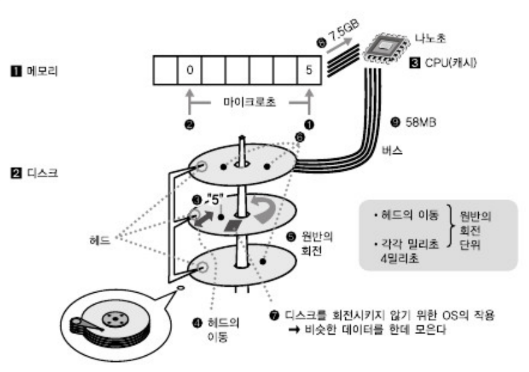 ❿ 7.5GB
나노초
3 CPU(캐시)
1 메모리
0
5
마이크로초
❷
❶
❾ 58MB
버스
❽
2 디스크
❸ "5"
헤드
❺ 원반의
회전
• 헤드의 이동
• 각각 밀리초
4밀리초
원반의
회전
단위
❹ 헤드의
이동
❼ 디스크를 회전시키지 않기 위한 OS의 직용
➜ 비슷한 데이터를 한데 모은다